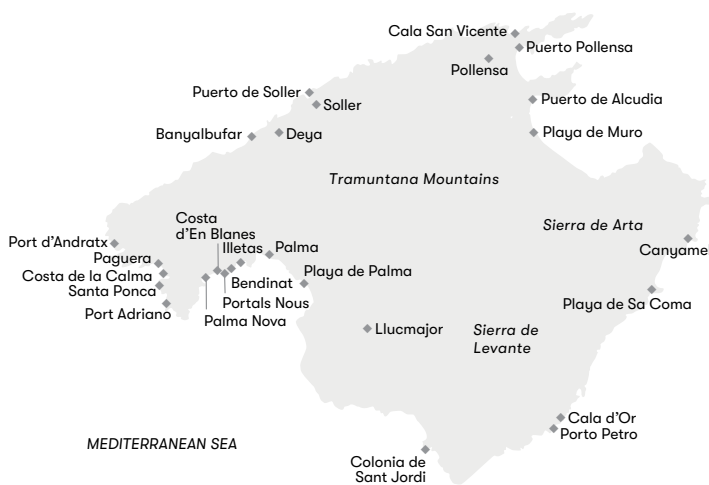 Cala San Vicente
Puerto Pollensa
Pollensa
Puerto de Soller
Soller
Puerto de Alcudia
Banyalbufar
Deya
Playa de Muro
Tramuntana Mountains
Costa
d'En Blanes
Illetas
Palma
Sierra de Arta
Port d'Andratx
Canyamel
Paguera
Costa de la Calma
Playa de Palma
Santa Ponca
Bendinat
Portals Nous
Playa de Sa Coma
Port Adriano
Palma Nova
Llucmajor
Sierra de
Levante
Cala d'Or
Porto Petro
MEDITERRANEAN SEA
Colonia de
Sant Jordi